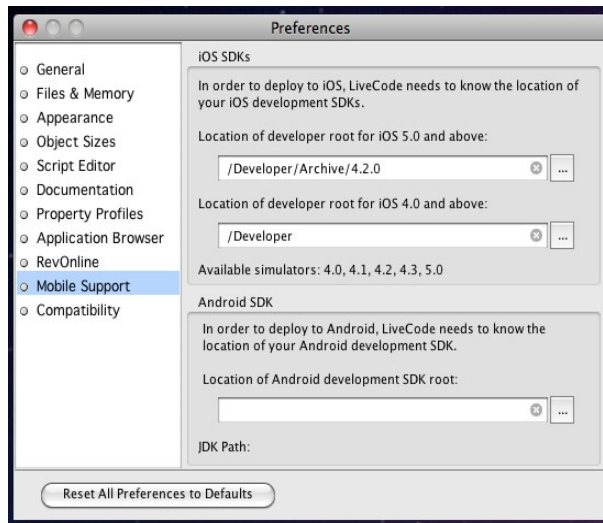 Preferences
General
Files & Memory
Appearance
Object Sizes
Script Editor
Documentation
Property Profiles
Application Browser
RevOnline
Mobile Support
Compatibility
iOS SDKs
In order to deploy to iOS, LiveCode needs to know the location of
your iOS development SDKs.
Location of developer root for iOS 5.0 and above:
/Developer/Archive/4.2.0
...
Location of developer root for iOS 4.0 and above:
/Developer
...
Available simulators: 4.0, 4.1, 4.2, 4.3, 5.0
Android SDK
In order to deploy to Android, LiveCode needs to know the
location of your Android development SDK.
Location of Android development SDK root:
...
JDK Path:
Reset All Preferences to Defaults